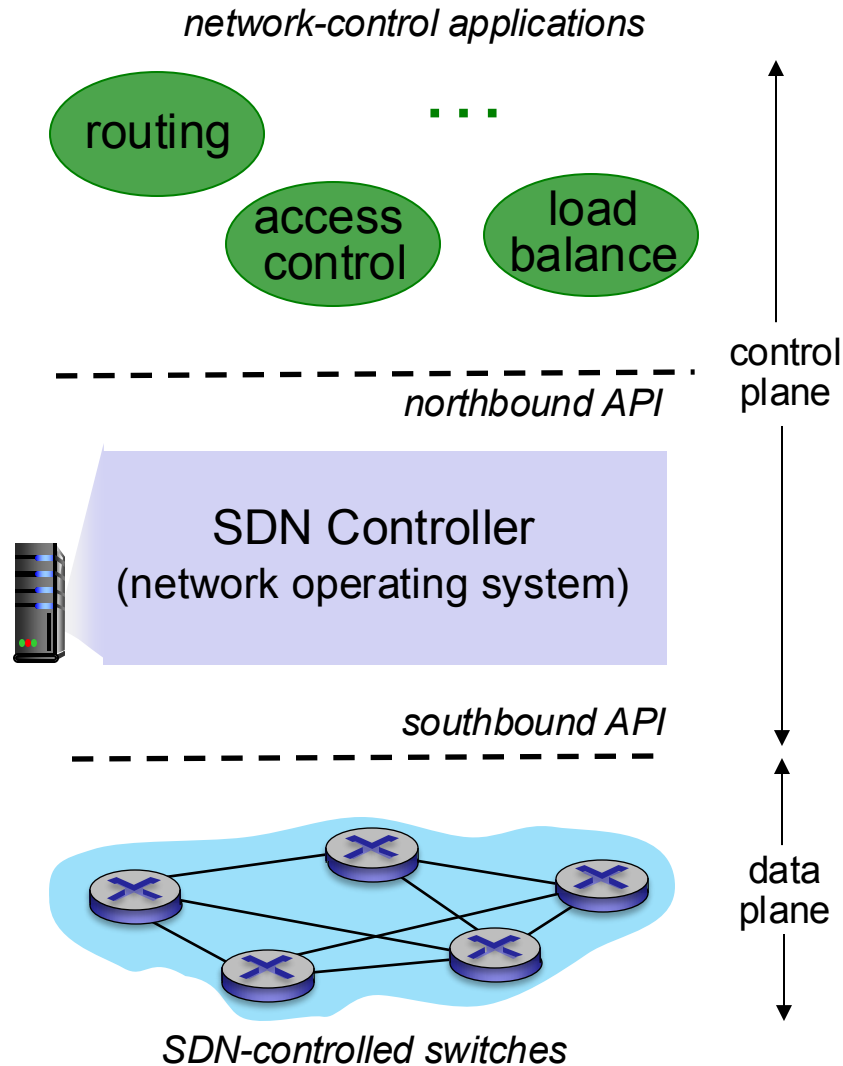 network-control applications
routing
...
access
control
load
balance
control
plane
northbound API
SDN Controller
(network operating system)
southbound API
data
plane
SDN-controlled switches